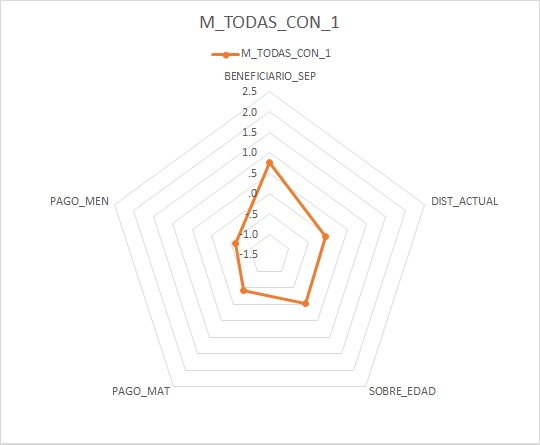 M_TODAS_CON_1
M_TODAS_CON_1
BENEFICIARIO_SEP
2.5
2.0
1.5
1.0
.5
.0
-.5
-1.0
-1.5
PAGO_MEN
DIST_ACTUAL
PAGO_MAT
SOBRE_EDAD